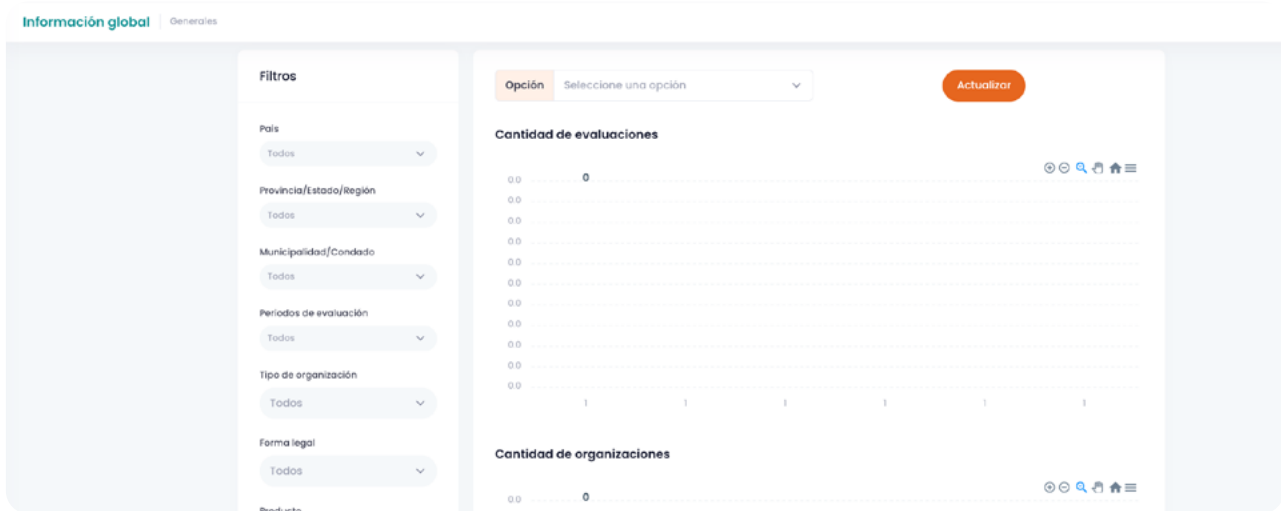 Información global Generales
Filtros
País
Todos
Provincia/Estado/Región
Todos
Municipalidad/Condado
Todos
Periodos de evaluación
Todos
Tipo de organización
Todos
Forma legal
Todos
Producto
Opción Seleccione una opción
Actualizar
Cantidad de evaluaciones
0
0.0
0.0
0.0
0.0
0.0
0.0
0.0
0.0
0.0
0.0
0.0
1 1 1 1 1 1
Cantidad de organizaciones
0.0 0